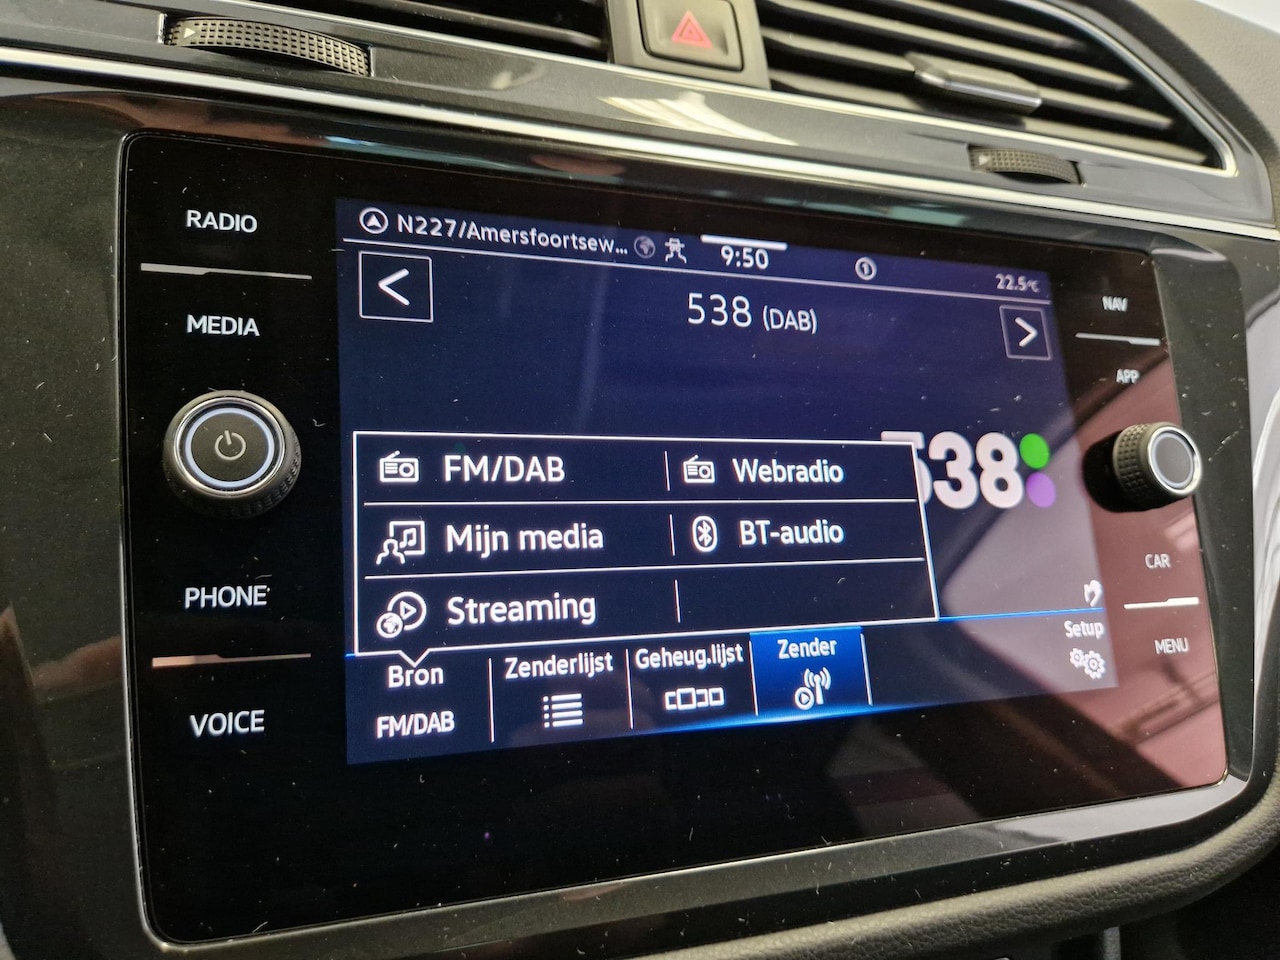 RADIO
MEDIA
PHONE
VOICE
N227/Amersfoortsew...
9:50
1
22.5°C
<
538 (DAB)
>
538
FM/DAB
Webradio
Mijn media
BT-audio
Streaming
Bron
FM/DAB
Zenderlijst
Geheug.lijst
Zender
Setup
NAV
APP
CAR
MENU